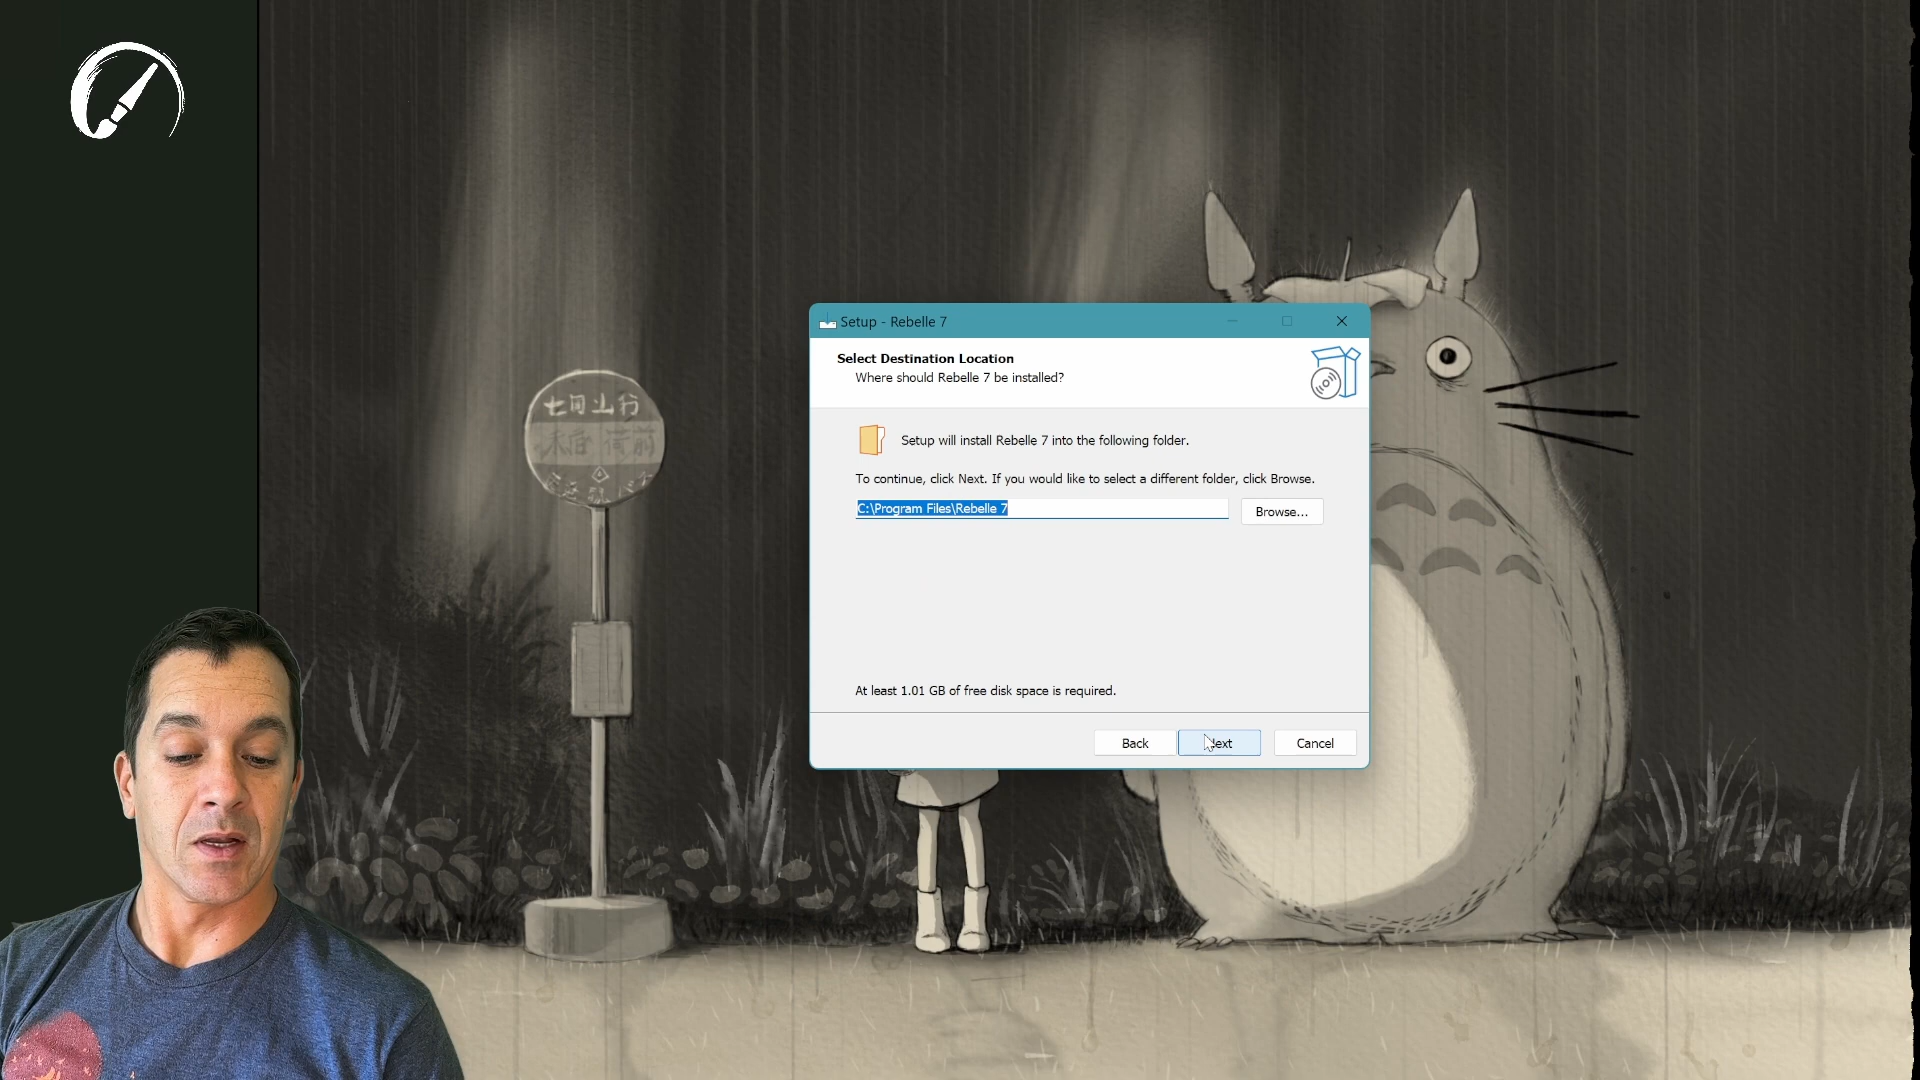 Setup - Rebelle 7
Select Destination Location
Where should Rebelle 7 be installed?
Setup will install Rebelle 7 into the following folder.
To continue, click Next. If you would like to select a different folder, click Browse.
C:\Program Files\Rebelle 7
Browse...
At least 1.01 GB of free disk space is required.
Back
Next
Cancel